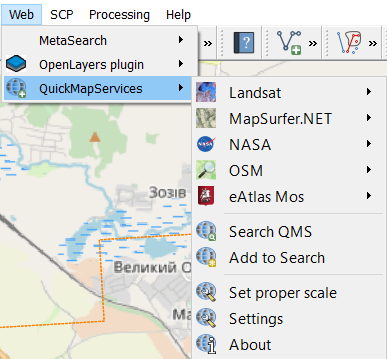 Web SCP Processing Help
MetaSearch
OpenLayers plugin
QuickMapServices
Landsat
MapSurfer.NET
NASA
OSM
eAtlas Mos
Search QMS
Add to Search
Set proper scale
Settings
About
Зозів
Великий О
Ма